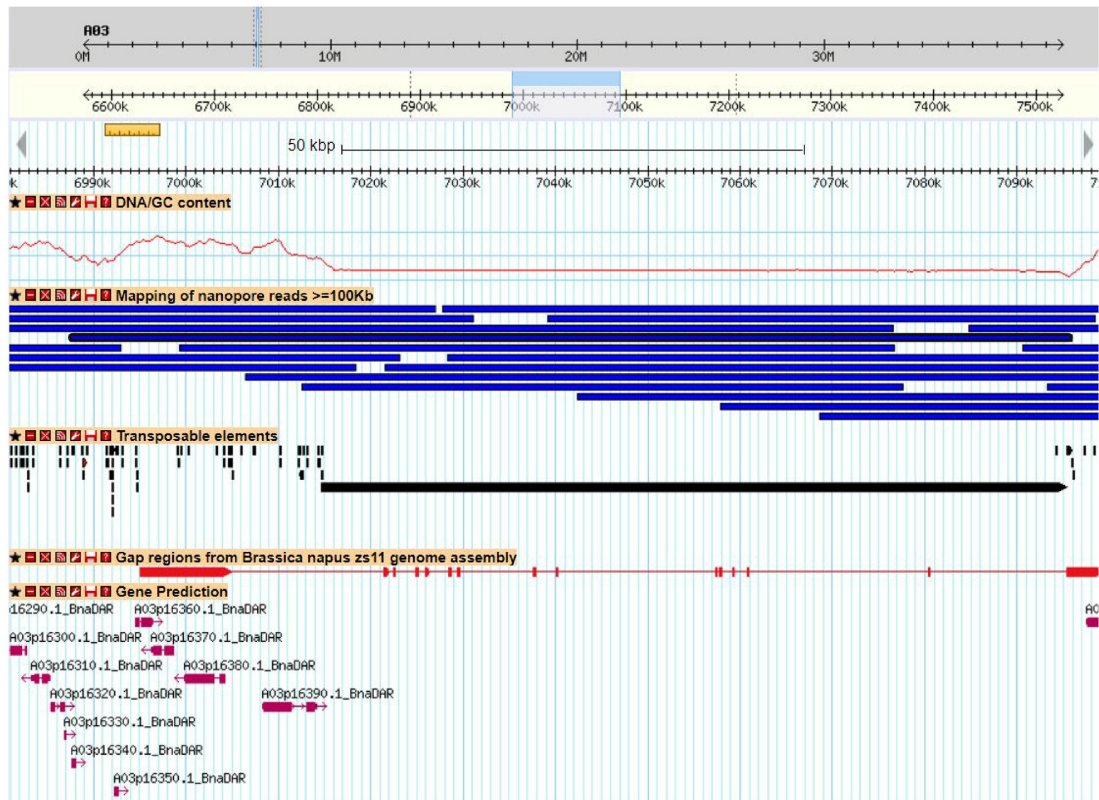 A03
0M 10M 20M 30M
6600k 6700k 6800k 6900k 7000k 7100k 7200k 7300k 7400k 7500k
50 kbp
k 6990k 7000k 7010k 7020k 7030k 7040k 7050k 7060k 7070k 7080k 7090k 7
DNA/GC content
Mapping of nanopore reads >=100Kb
Transposable elements
Gap regions from Brassica napus zs11 genome assembly
Gene Prediction
16290.1_BnaDAR A03p16360.1_BnaDAR A0
A03p16300.1_BnaDAR A03p16370.1_BnaDAR
A03p16310.1_BnaDAR A03p16380.1_BnaDAR
A03p16320.1_BnaDAR A03p16390.1_BnaDAR
A03p16330.1_BnaDAR
A03p16340.1_BnaDAR
A03p16350.1_BnaDAR